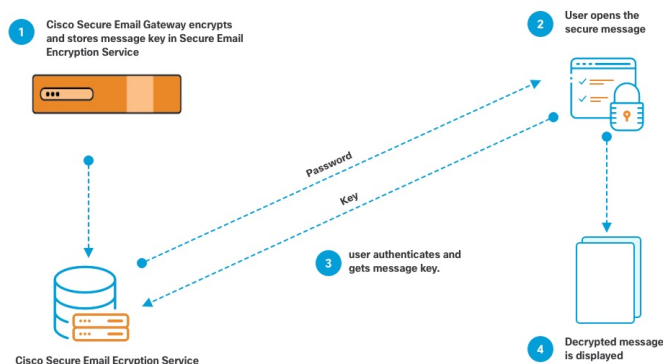 1
Cisco Secure Email Gateway encrypts
and stores message key in Secure Email
Encryption Service
2
User opens the
secure message
Password
Key
3
user authenticates and
gets message key.
Cisco Secure Email Ecryption Service
4
Decrypted message
is displayed